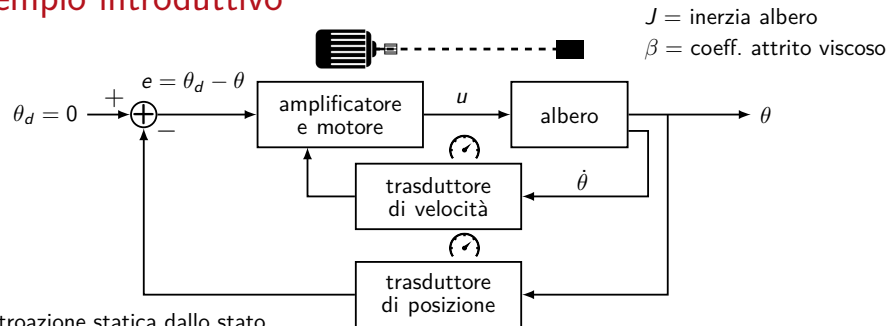 empio introduttivo
J = inerzia albero
β = coeff. attrito viscoso
e = θ_d − θ
θ_d = 0
+
−
amplificatore
e motore
u
albero
θ
trasduttore
di velocità
θ̇
trasduttore
di posizione
troazione statica dallo stato